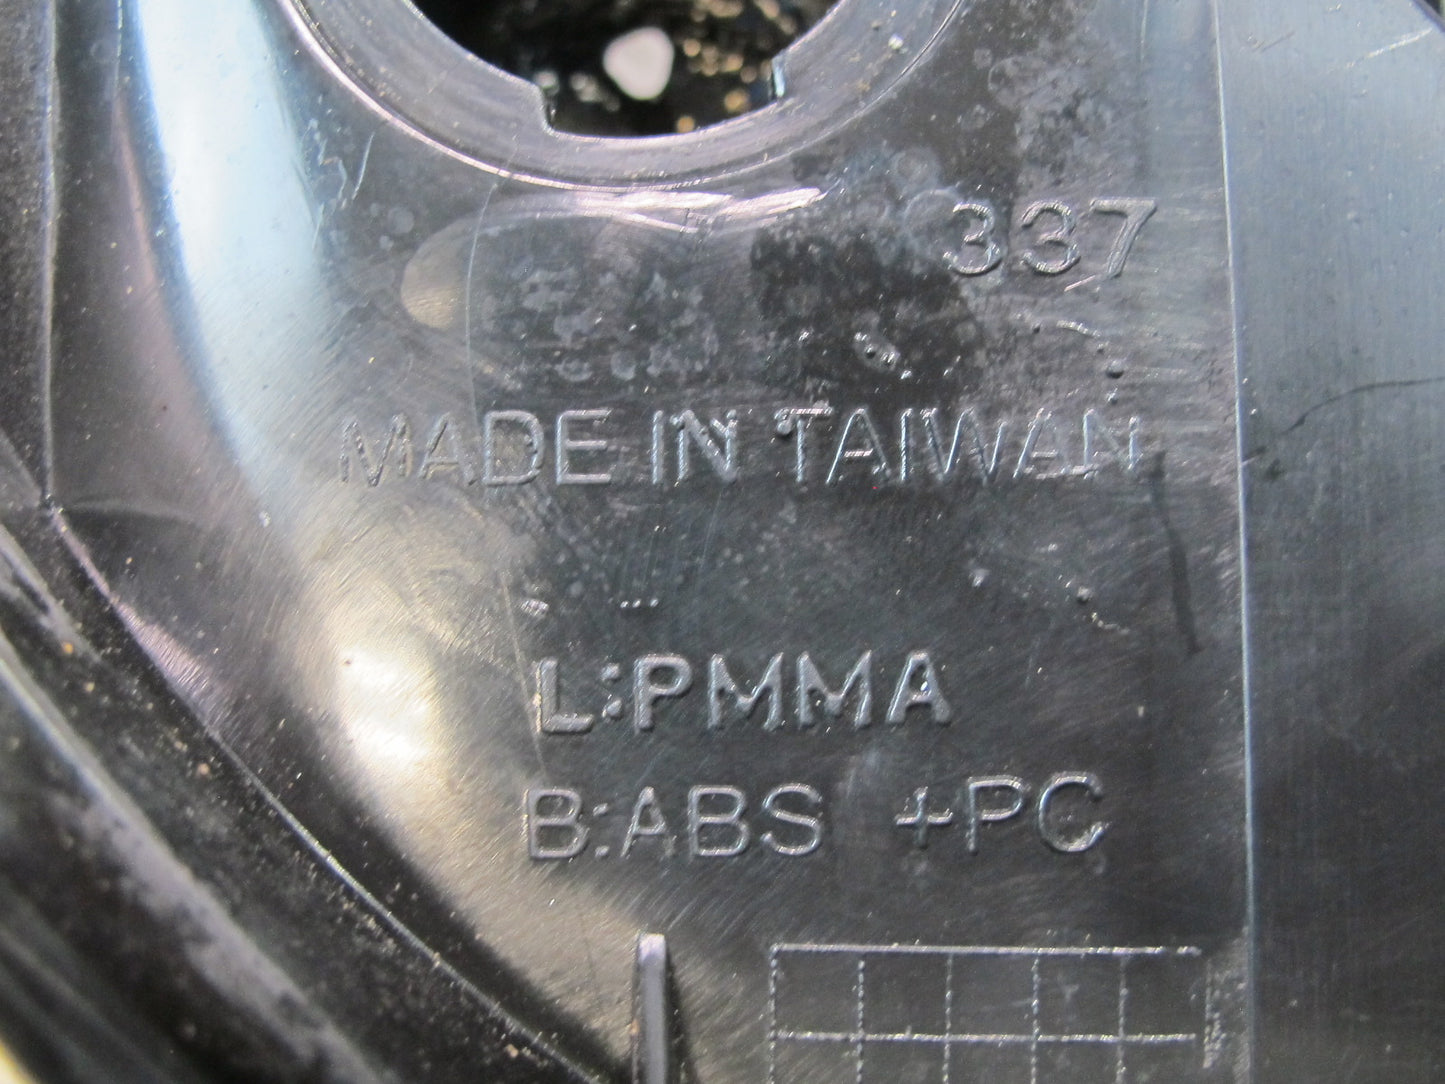 337
MADE IN TAIWAN
L:PMMA
B:ABS +PC